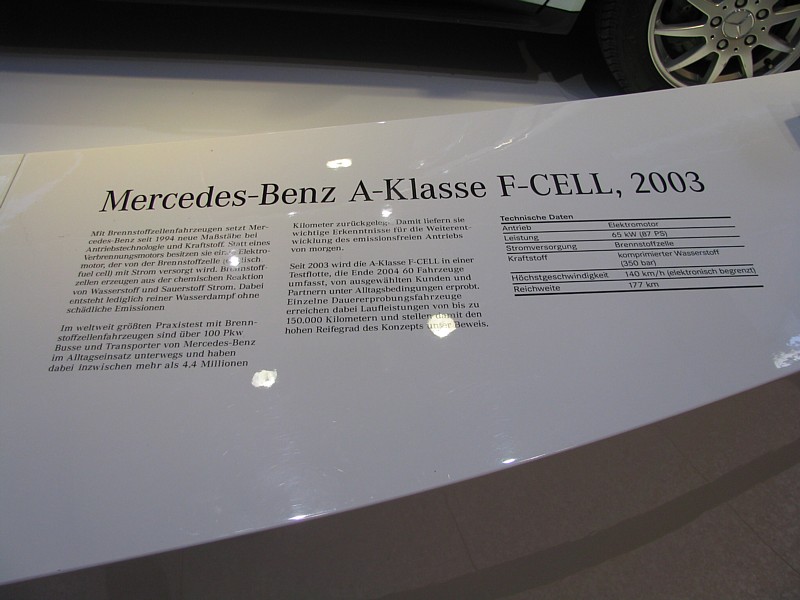 Mercedes-Benz A-Klasse F-CELL, 2003
Mit Brennstoffzellenfahrzeugen setzt Mer-
cedes-Benz seit 1994 neue Maßstäbe bei
Antriebstechnologie und Kraftstoff. Statt eines
Verbrennungsmotors besitzen sie einen Elektro-
motor, der von der Brennstoffzelle (englisch
fuel cell) mit Strom versorgt wird. Brennstoff-
zellen erzeugen aus der chemischen Reaktion
von Wasserstoff und Sauerstoff Strom. Dabei
entsteht lediglich reiner Wasserdampf ohne
schädliche Emissionen
Im weltweit größten Praxistest mit Brenn-
stoffzellenfahrzeugen sind über 100 Pkw
Busse und Transporter von Mercedes-Benz
im Alltagseinsatz unterwegs und haben
dabei inzwischen mehr als 4,4 Millionen
Kilometer zurückgelegt. Damit liefern sie
wichtige Erkenntnisse für die Weiterent-
wicklung des emissionsfreien Antriebs
von morgen.
Seit 2003 wird die A-Klasse F-CELL in einer
Testflotte, die Ende 2004 60 Fahrzeuge
umfasst, von ausgewählten Kunden und
Partnern unter Alltagsbedingungen erprobt.
Einzelne Dauererprobungsfahrzeuge
erreichen dabei Laufleistungen von bis zu
150.000 Kilometern und stellen damit den
hohen Reifegrad des Konzepts unter Beweis.
Technische Daten
Antrieb Elektromotor
Leistung 65 kW (87 PS)
Stromversorgung Brennstoffzelle
Kraftstoff komprimierter Wasserstoff
(350 bar)
Höchstgeschwindigkeit 140 km/h (elektronisch begrenzt)
Reichweite 177 km